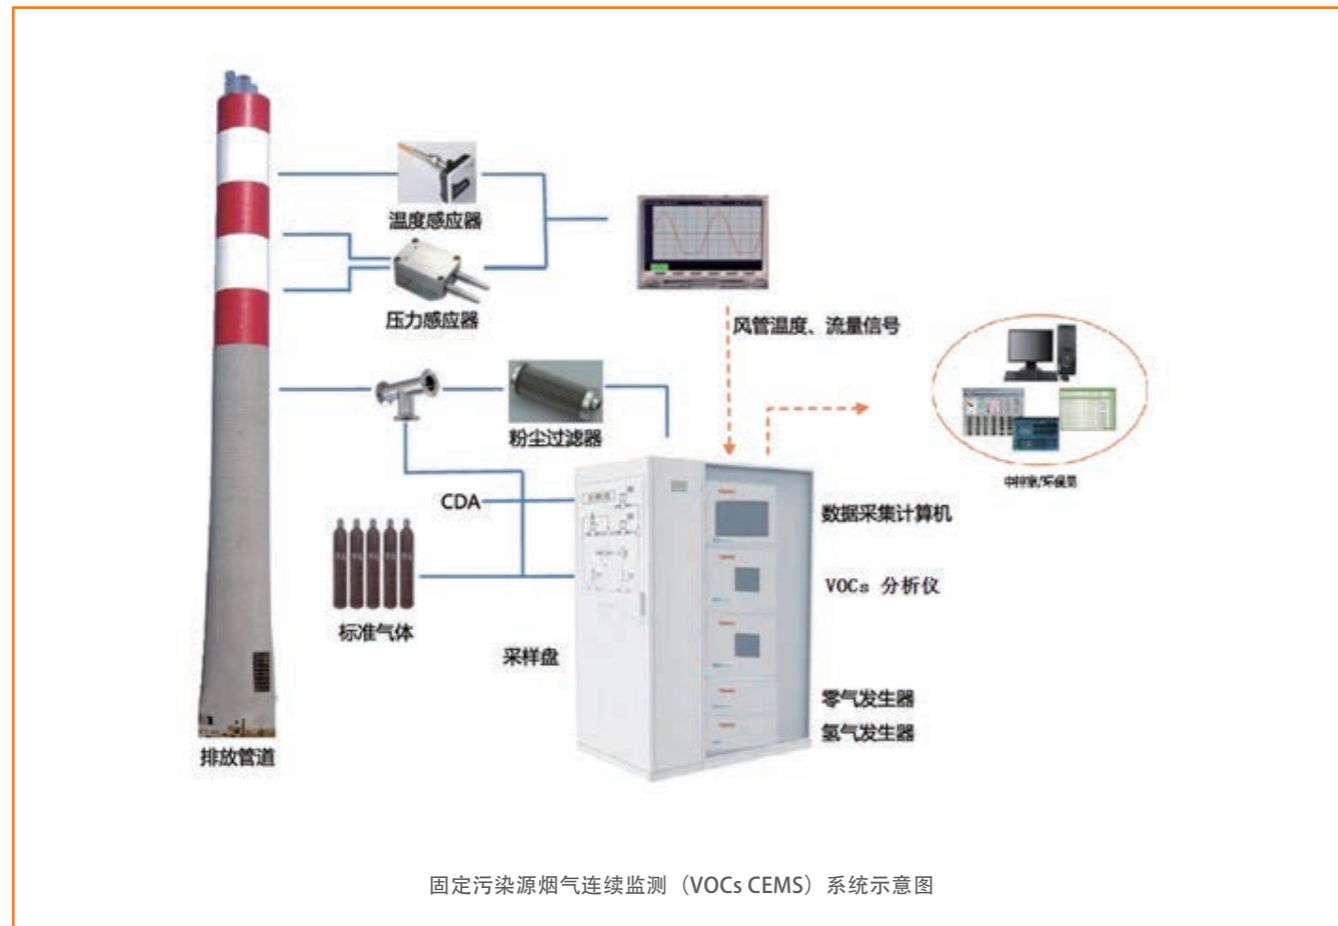 温度感应器
压力感应器
风管温度、流量信号
粉尘过滤器
CDA
标准气体
采样盘
数据采集计算机
VOCs 分析仪
零气发生器
氢气发生器
排放管道
固定污染源烟气连续监测（VOCs CEMS）系统示意图